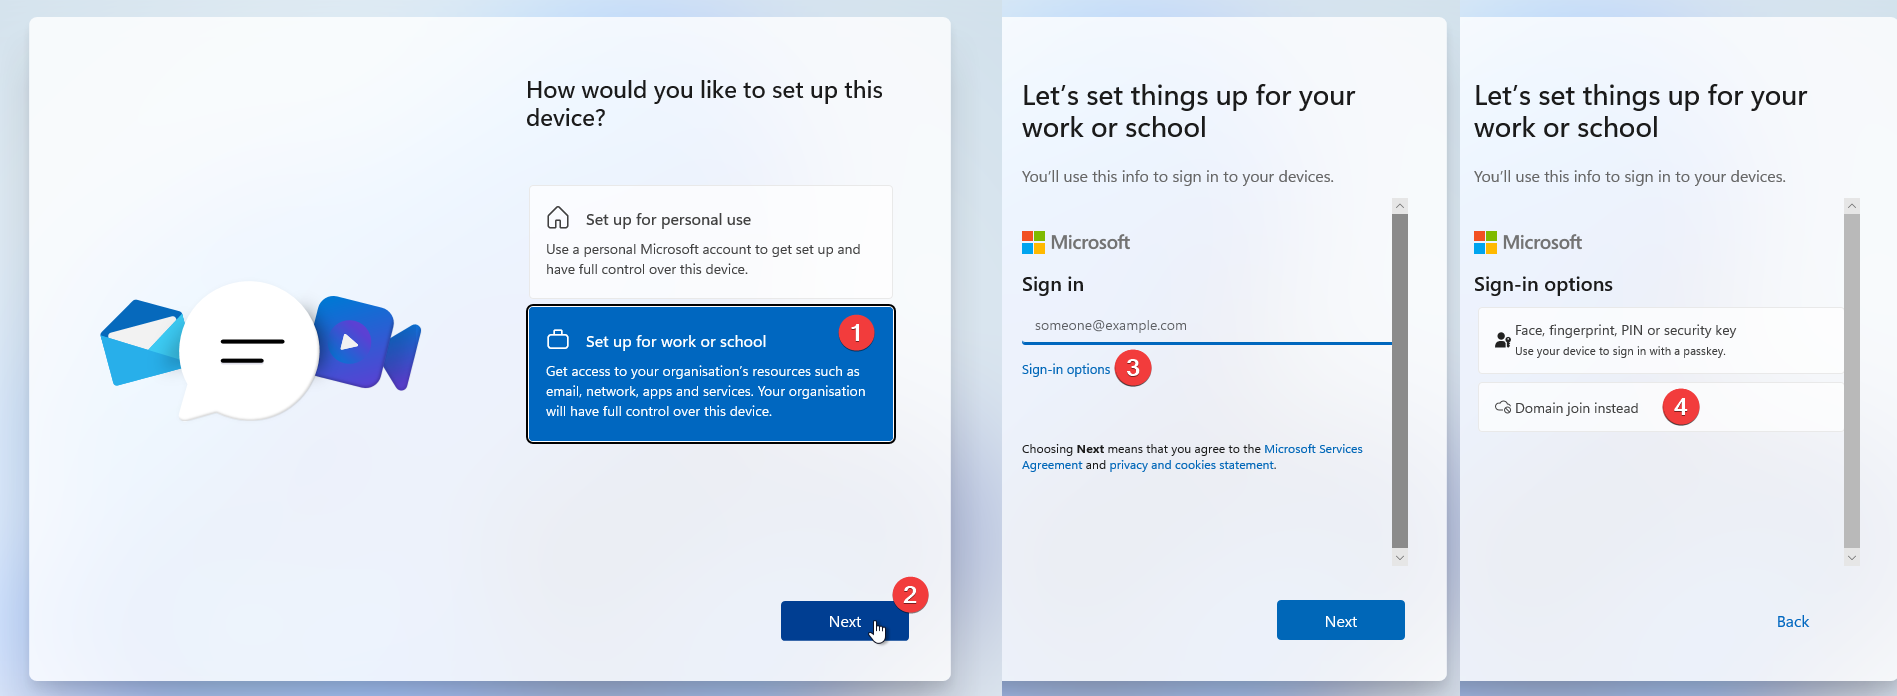 How would you like to set up this
device?
Set up for personal use
Use a personal Microsoft account to get set up and
have full control over this device.
Set up for work or school
1
Get access to your organisation's resources such as
email, network, apps and services. Your organisation
will have full control over this device.
2
Next
Let's set things up for your
work or school
You'll use this info to sign in to your devices.
Microsoft
Sign in
someone@example.com
Sign-in options
3
Choosing Next means that you agree to the Microsoft Services
Agreement and privacy and cookies statement.
Next
Let's set things up for your
work or school
You'll use this info to sign in to your devices.
Microsoft
Sign-in options
Face, fingerprint, PIN or security key
Use your device to sign in with a passkey.
Domain join instead
4
Back